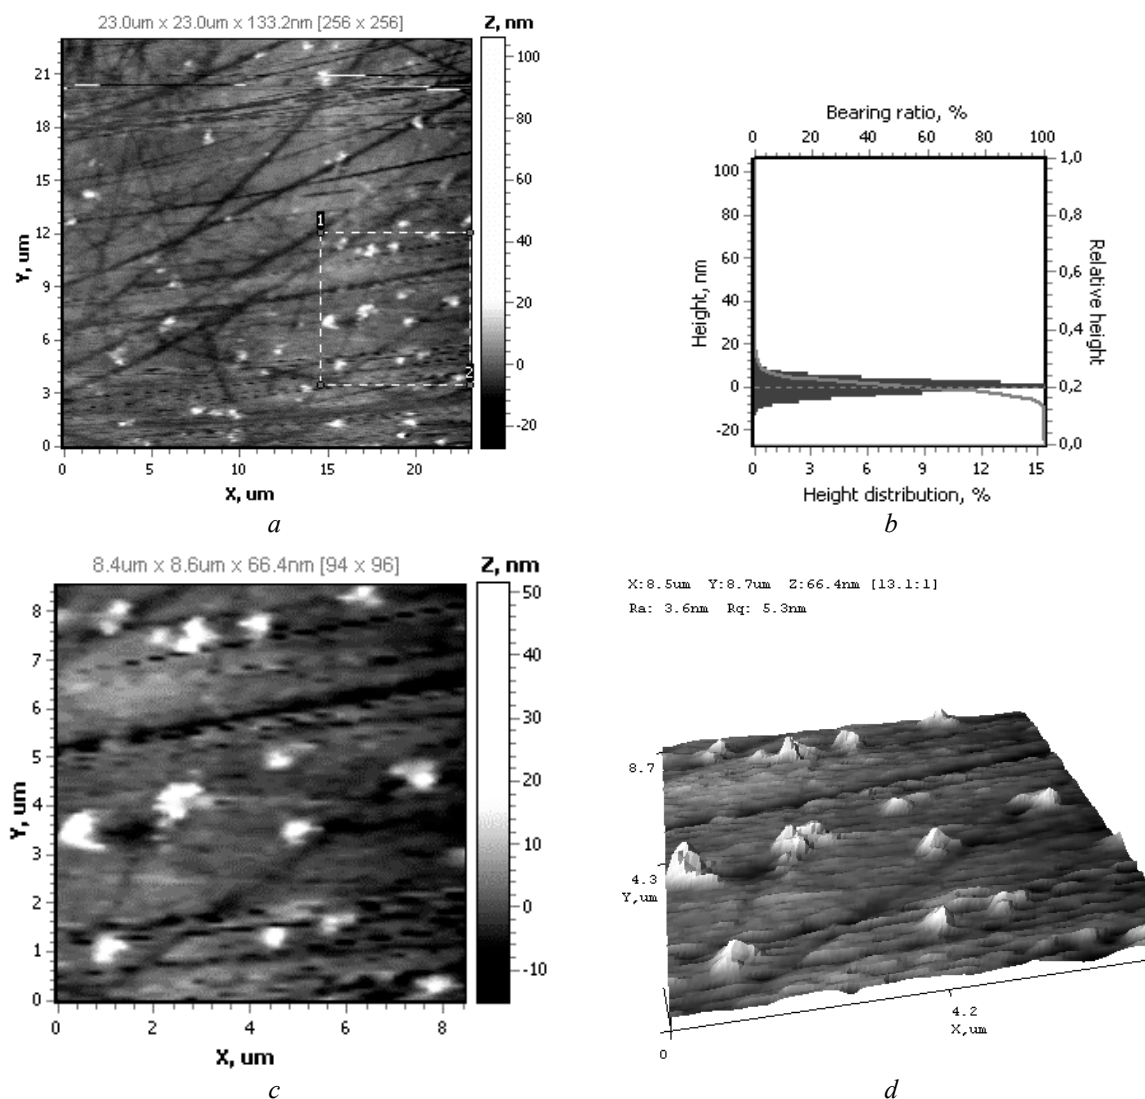 23.0um x 23.0um x 133.2nm [256 x 256]
Z, nm
100
80
60
40
20
0
-20
21
18
15
12
9
6
3
0
Y, um
1
2
0 5 10 15 20
X, um
a
Bearing ratio, %
0 20 40 60 80 100
100
80
60
40
20
0
-20
Height, nm
1,0
0,8
0,6
0,4
0,2
0,0
Relative height
0 3 6 9 12 15
Height distribution, %
b
8.4um x 8.6um x 66.4nm [94 x 96]
Z, nm
50
40
30
20
10
0
-10
8
7
6
5
4
3
2
1
0
Y, um
0 2 4 6 8
X, um
c
X:8.5um Y:8.7um Z:66.4nm [13.1:1]
Ra: 3.6nm Rq: 5.3nm
8.7
4.3
Y,um
4.2
X,um
0
d